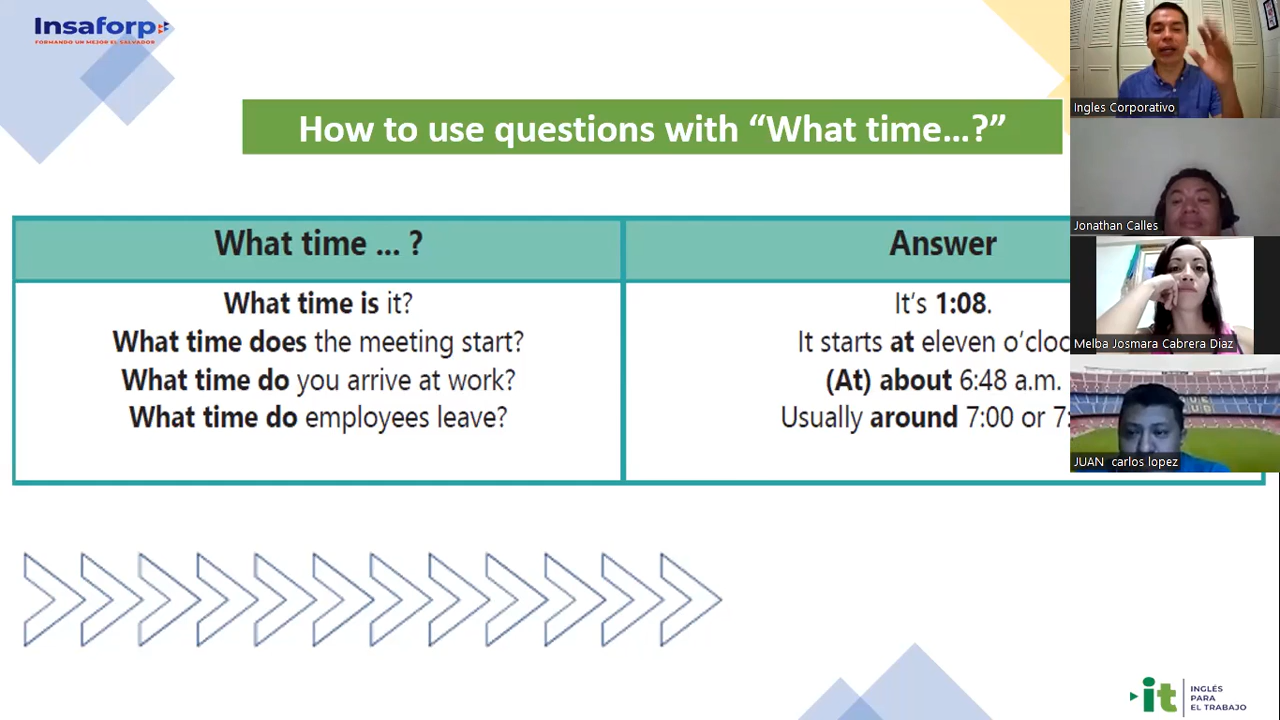 Insaforp
FORMANDO UN MEJOR EL SALVADOR
How to use questions with “What time…?”
What time ... ?
Answer
What time is it?
It‘s 1:08.
What time does the meeting start?
It starts at eleven
What time do you arrive at work?
(At) about 6:48 a.m.
What time do employees leave?
Usually around 7:00 or
Ingles Corporativo
Jonathan Calles
Melba Josmara Cabrera Diaz
JUAN carlos lopez
it
INGLÉS
PARA
EL TRABAJO